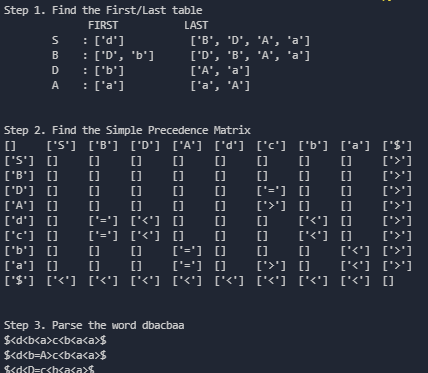 Step 1. Find the First/Last table
FIRST LAST
S : ['d'] ['B', 'D', 'A', 'a']
B : ['D', 'b'] ['D', 'B', 'A', 'a']
D : ['b'] ['A', 'a']
A : ['a'] ['a', 'A']
Step 2. Find the Simple Precedence Matrix
[] ['S'] ['B'] ['D'] ['A'] ['d'] ['c'] ['b'] ['a'] ['$']
['S'] [] [] [] [] [] [] [] [] ['>']
['B'] [] [] [] [] [] [] [] [] ['>']
['D'] [] [] [] [] [] ['='] [] [] ['>']
['A'] [] [] [] [] [] ['>'] [] [] ['>']
['d'] [] ['='] ['<'] [] [] [] ['<'] [] ['>']
['c'] [] ['='] ['<'] [] [] [] ['<'] [] ['>']
['b'] [] [] [] ['='] [] [] [] ['<'] ['>']
['a'] [] [] [] ['='] [] ['>'] [] ['<'] ['>']
['$'] ['<'] ['<'] ['<'] ['<'] ['<'] ['<'] ['<'] ['<'] []
Step 3. Parse the word dbacbaa
$<d<b<a>c<b<a<a>$
$<d<b=A>c<b<a<a>$
$<d<D=c<b<a<a>$